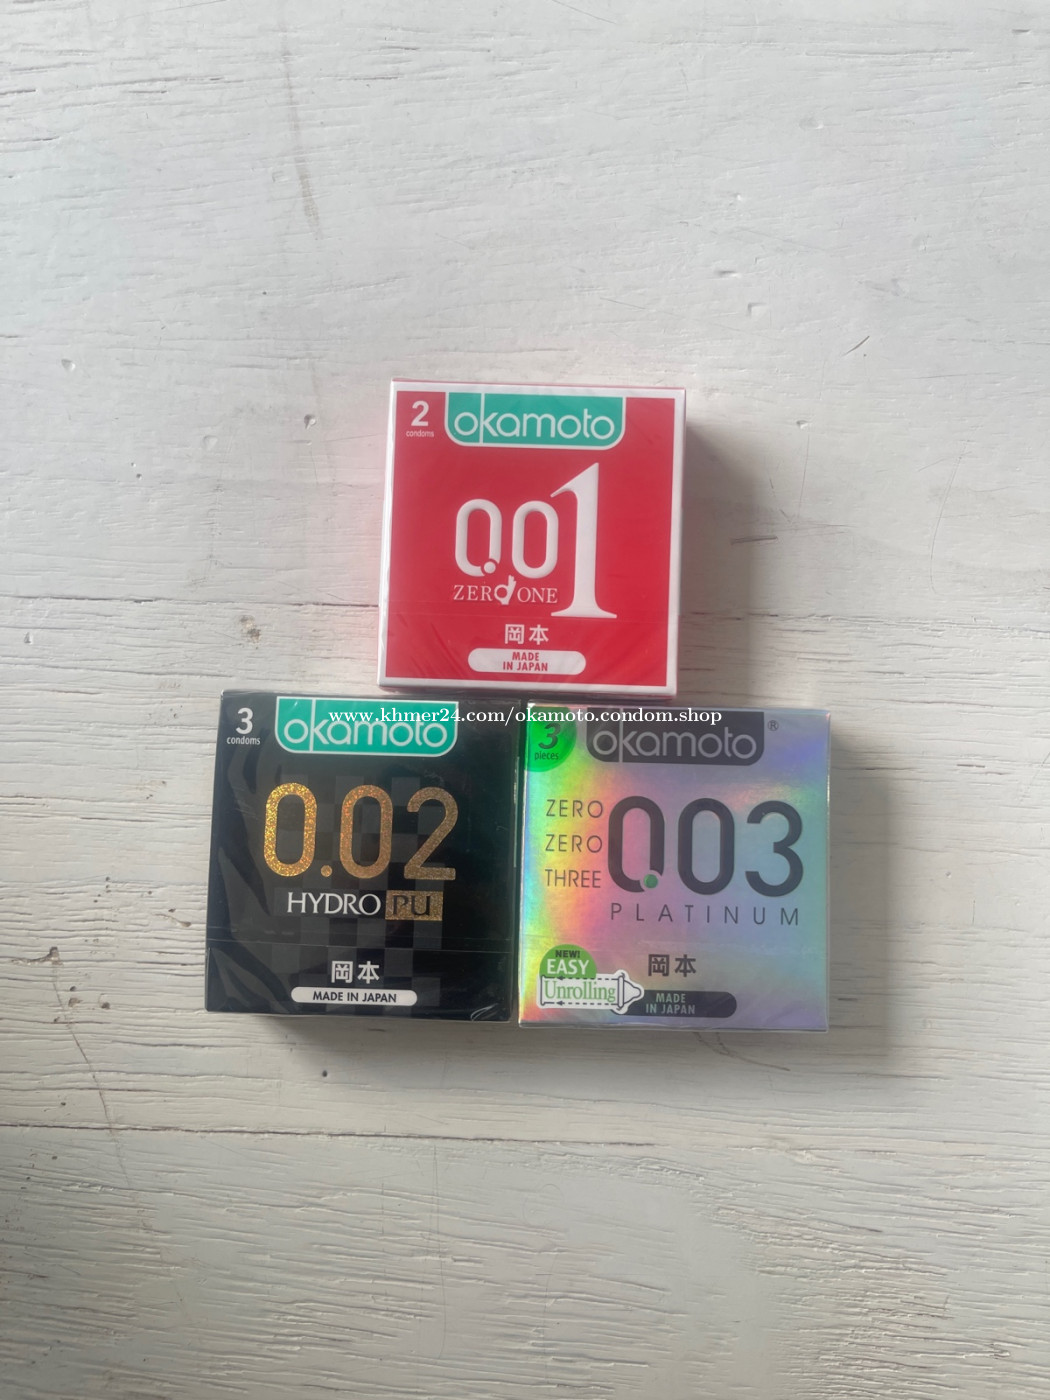 2
condoms
okamoto
0.01
ZERO ONE
岡本
MADE
IN JAPAN
www.khmer24.com/okamoto.condom.shop
3
condoms
okamoto
0.02
HYDRO PU
岡本
MADE IN JAPAN
3
pieces
okamoto®
ZERO
ZERO
THREE
0.03
PLATINUM
NEW!
EASY
Unrolling
岡本
MADE
IN JAPAN